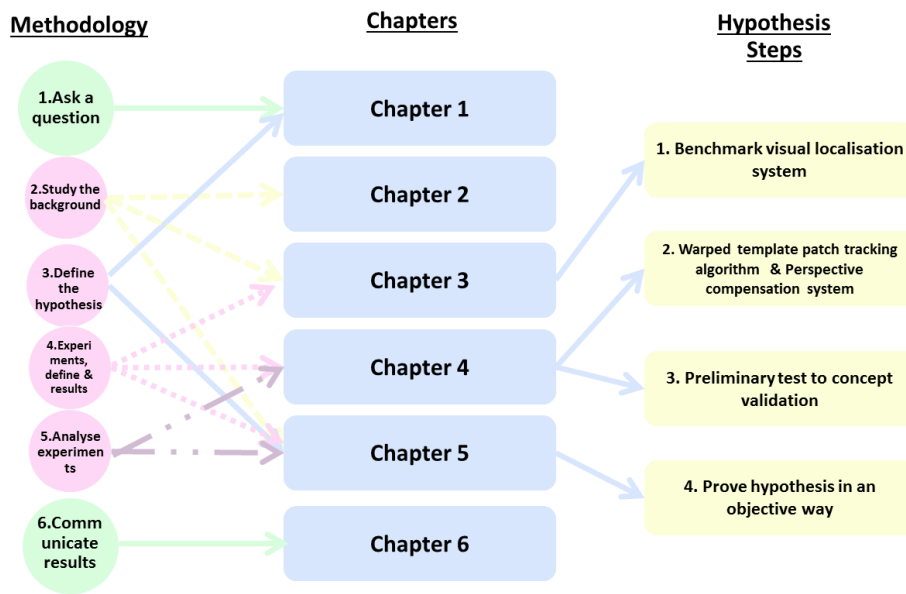 Methodology
Chapters
Hypothesis
Steps
1.Ask a
question
2.Study the
background
3.Define
the
hypothesis
4.Experi
ments,
define &
results
5.Analyse
experimen
ts
6.Comm
unicate
results
Chapter 1
Chapter 2
Chapter 3
Chapter 4
Chapter 5
Chapter 6
1. Benchmark visual localisation
system
2. Warped template patch tracking
algorithm & Perspective
compensation system
3. Preliminary test to concept
validation
4. Prove hypothesis in an
objective way